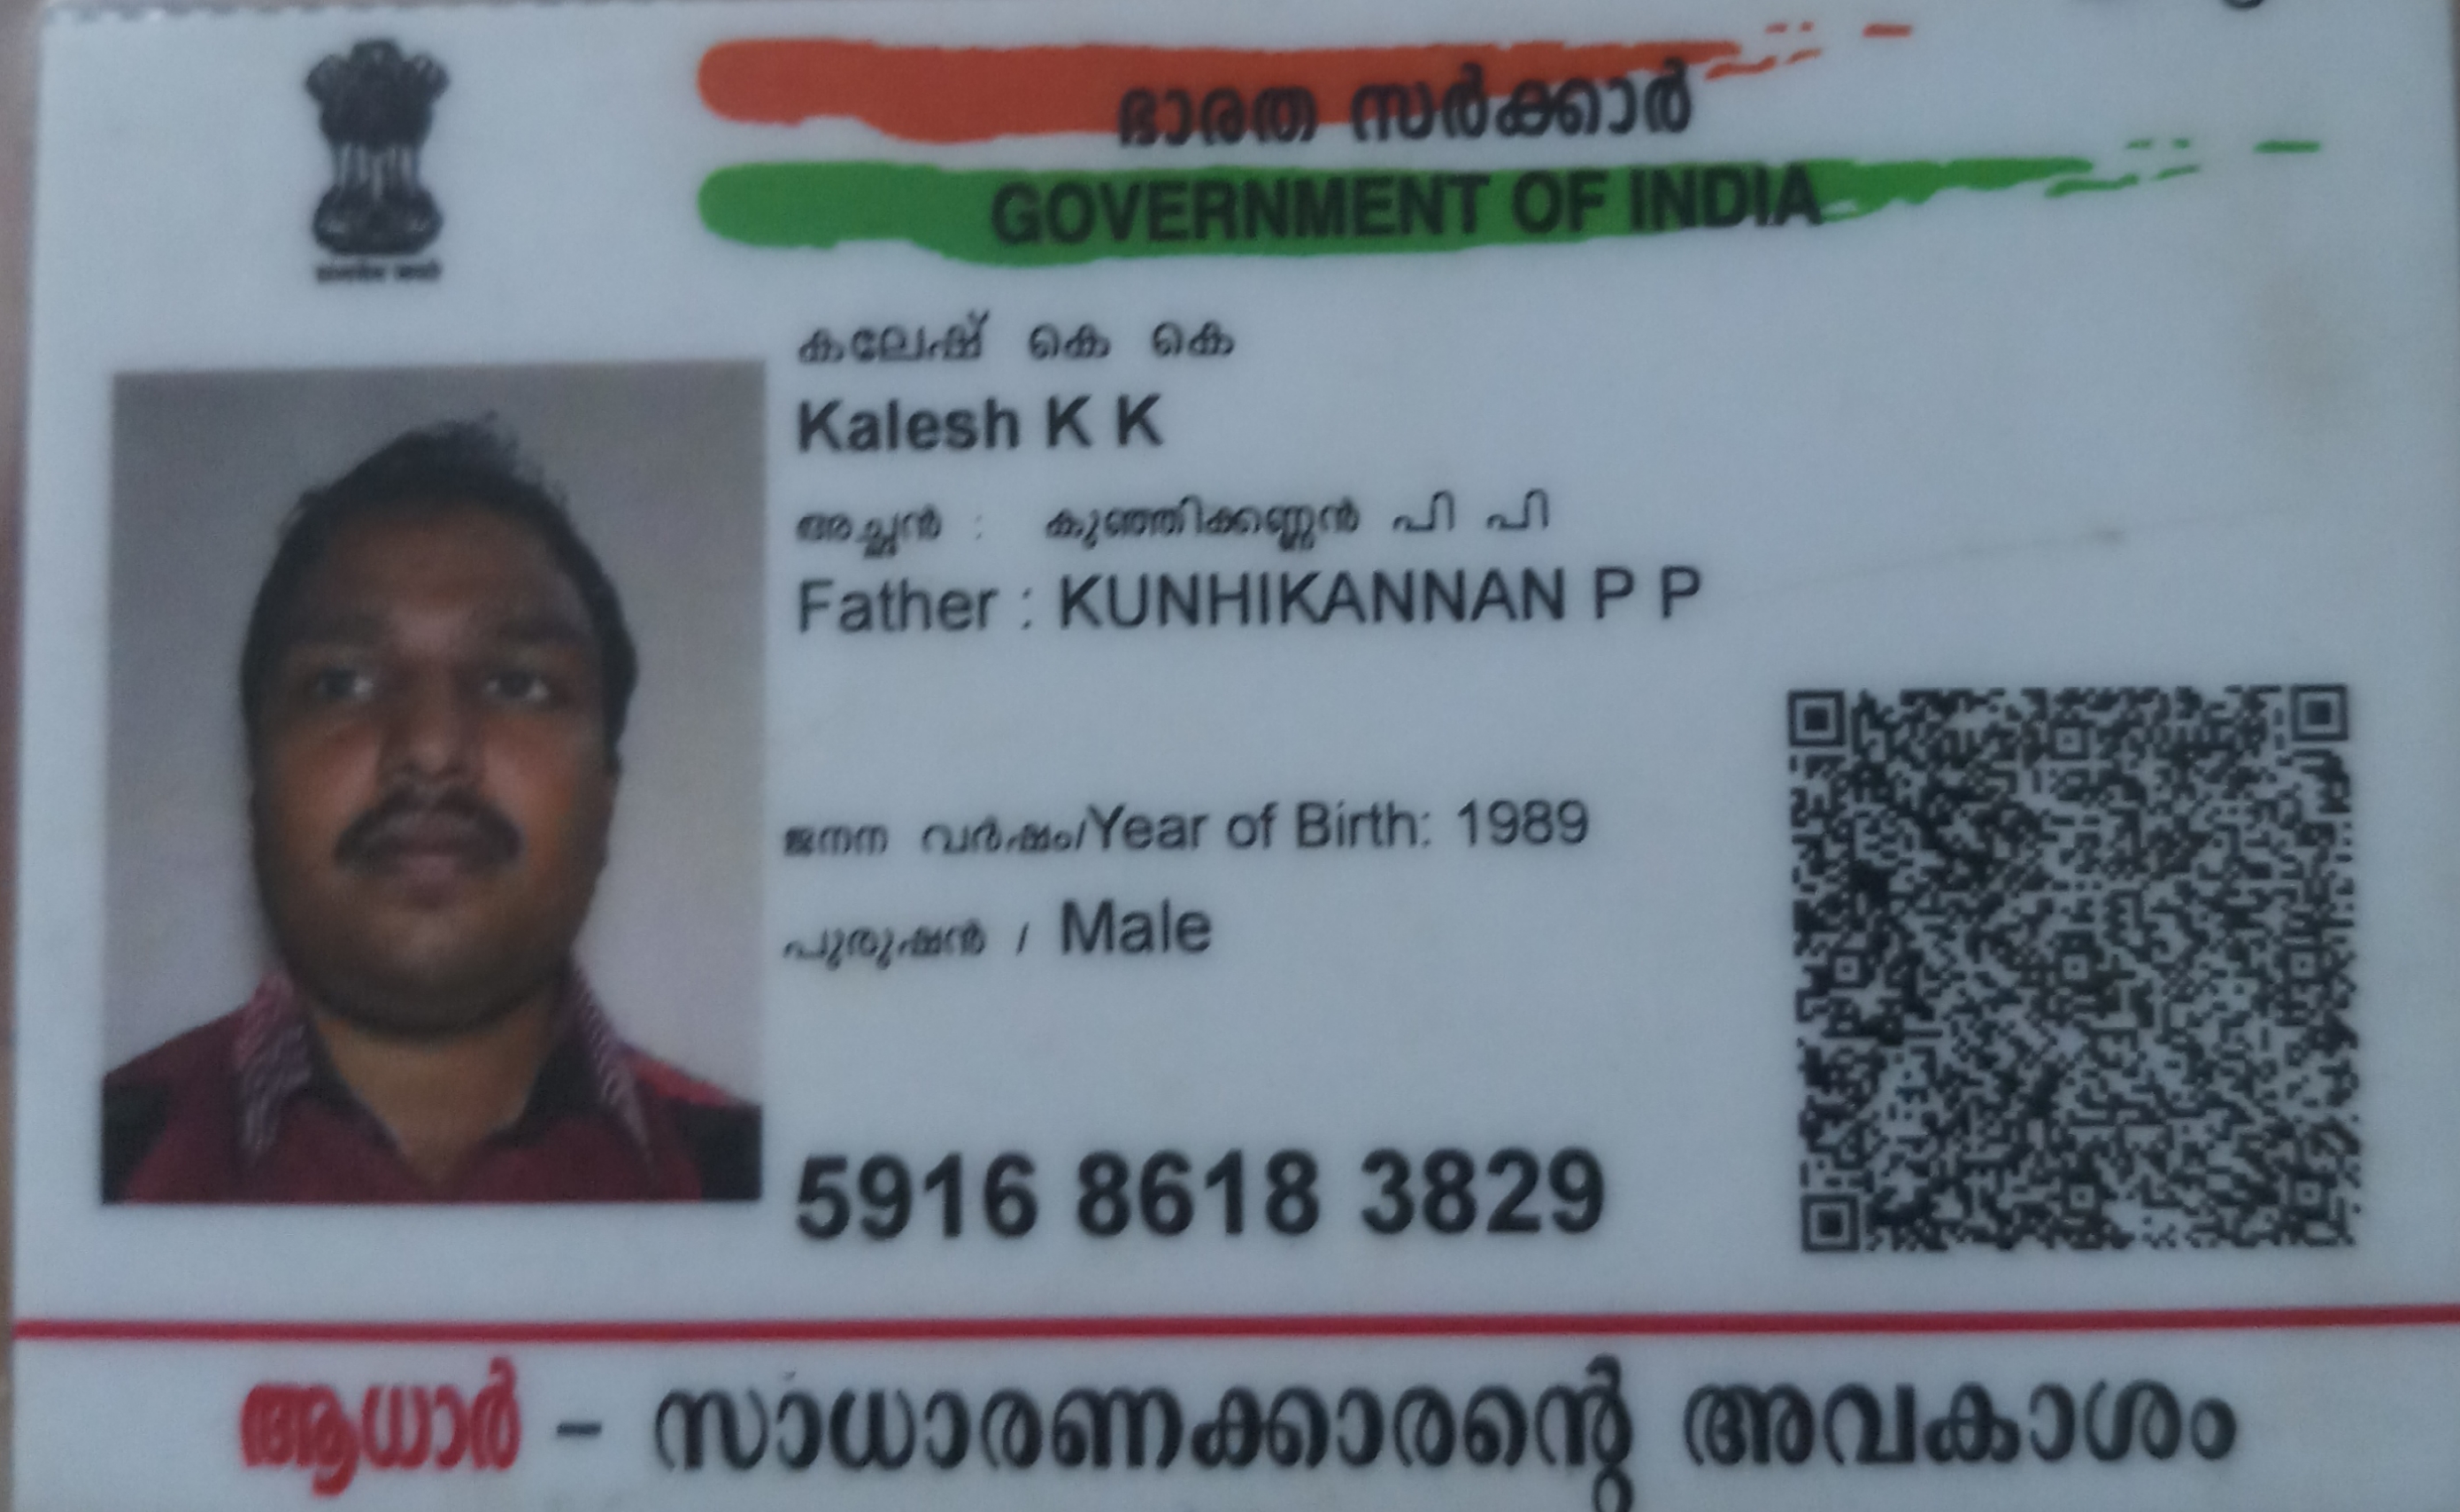 ഭാരത സർക്കാർ
GOVERNMENT OF INDIA
കലേഷ് കെ കെ
Kalesh K K
അച്ഛൻ : കുഞ്ഞിക്കണ്ണൻ പി പി
Father : KUNHIKANNAN P P
ജനന വർഷം/Year of Birth: 1989
പുരുഷൻ / Male
5916 8618 3829
ആധാർ – സാധാരണക്കാരന്റെ അവകാശം